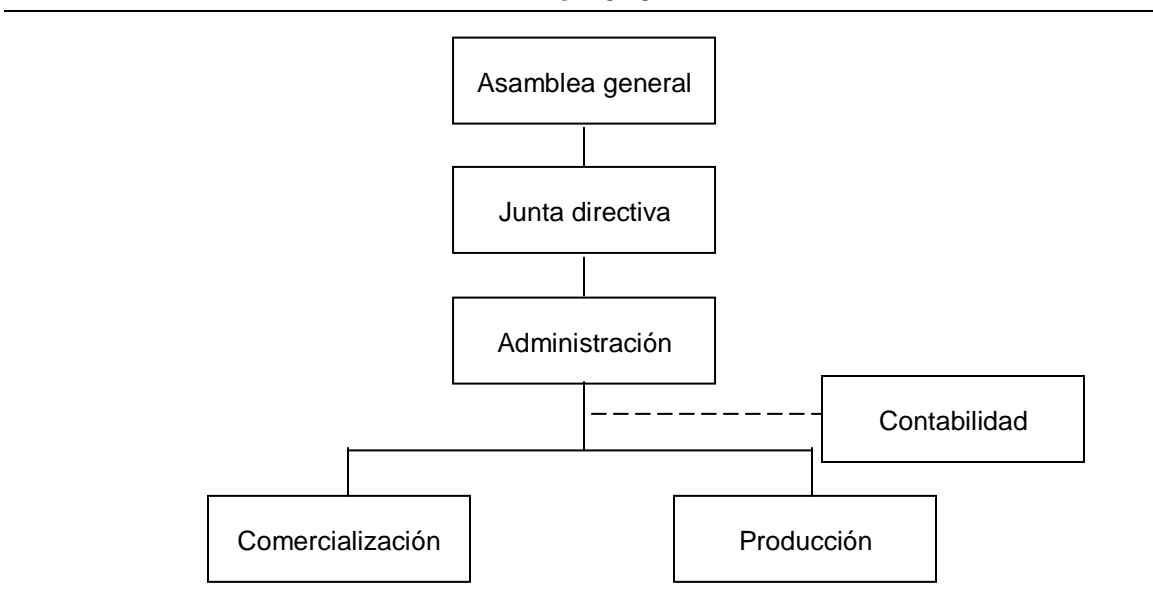 Asamblea general
Junta directiva
Administración
Contabilidad
Comercialización
Producción